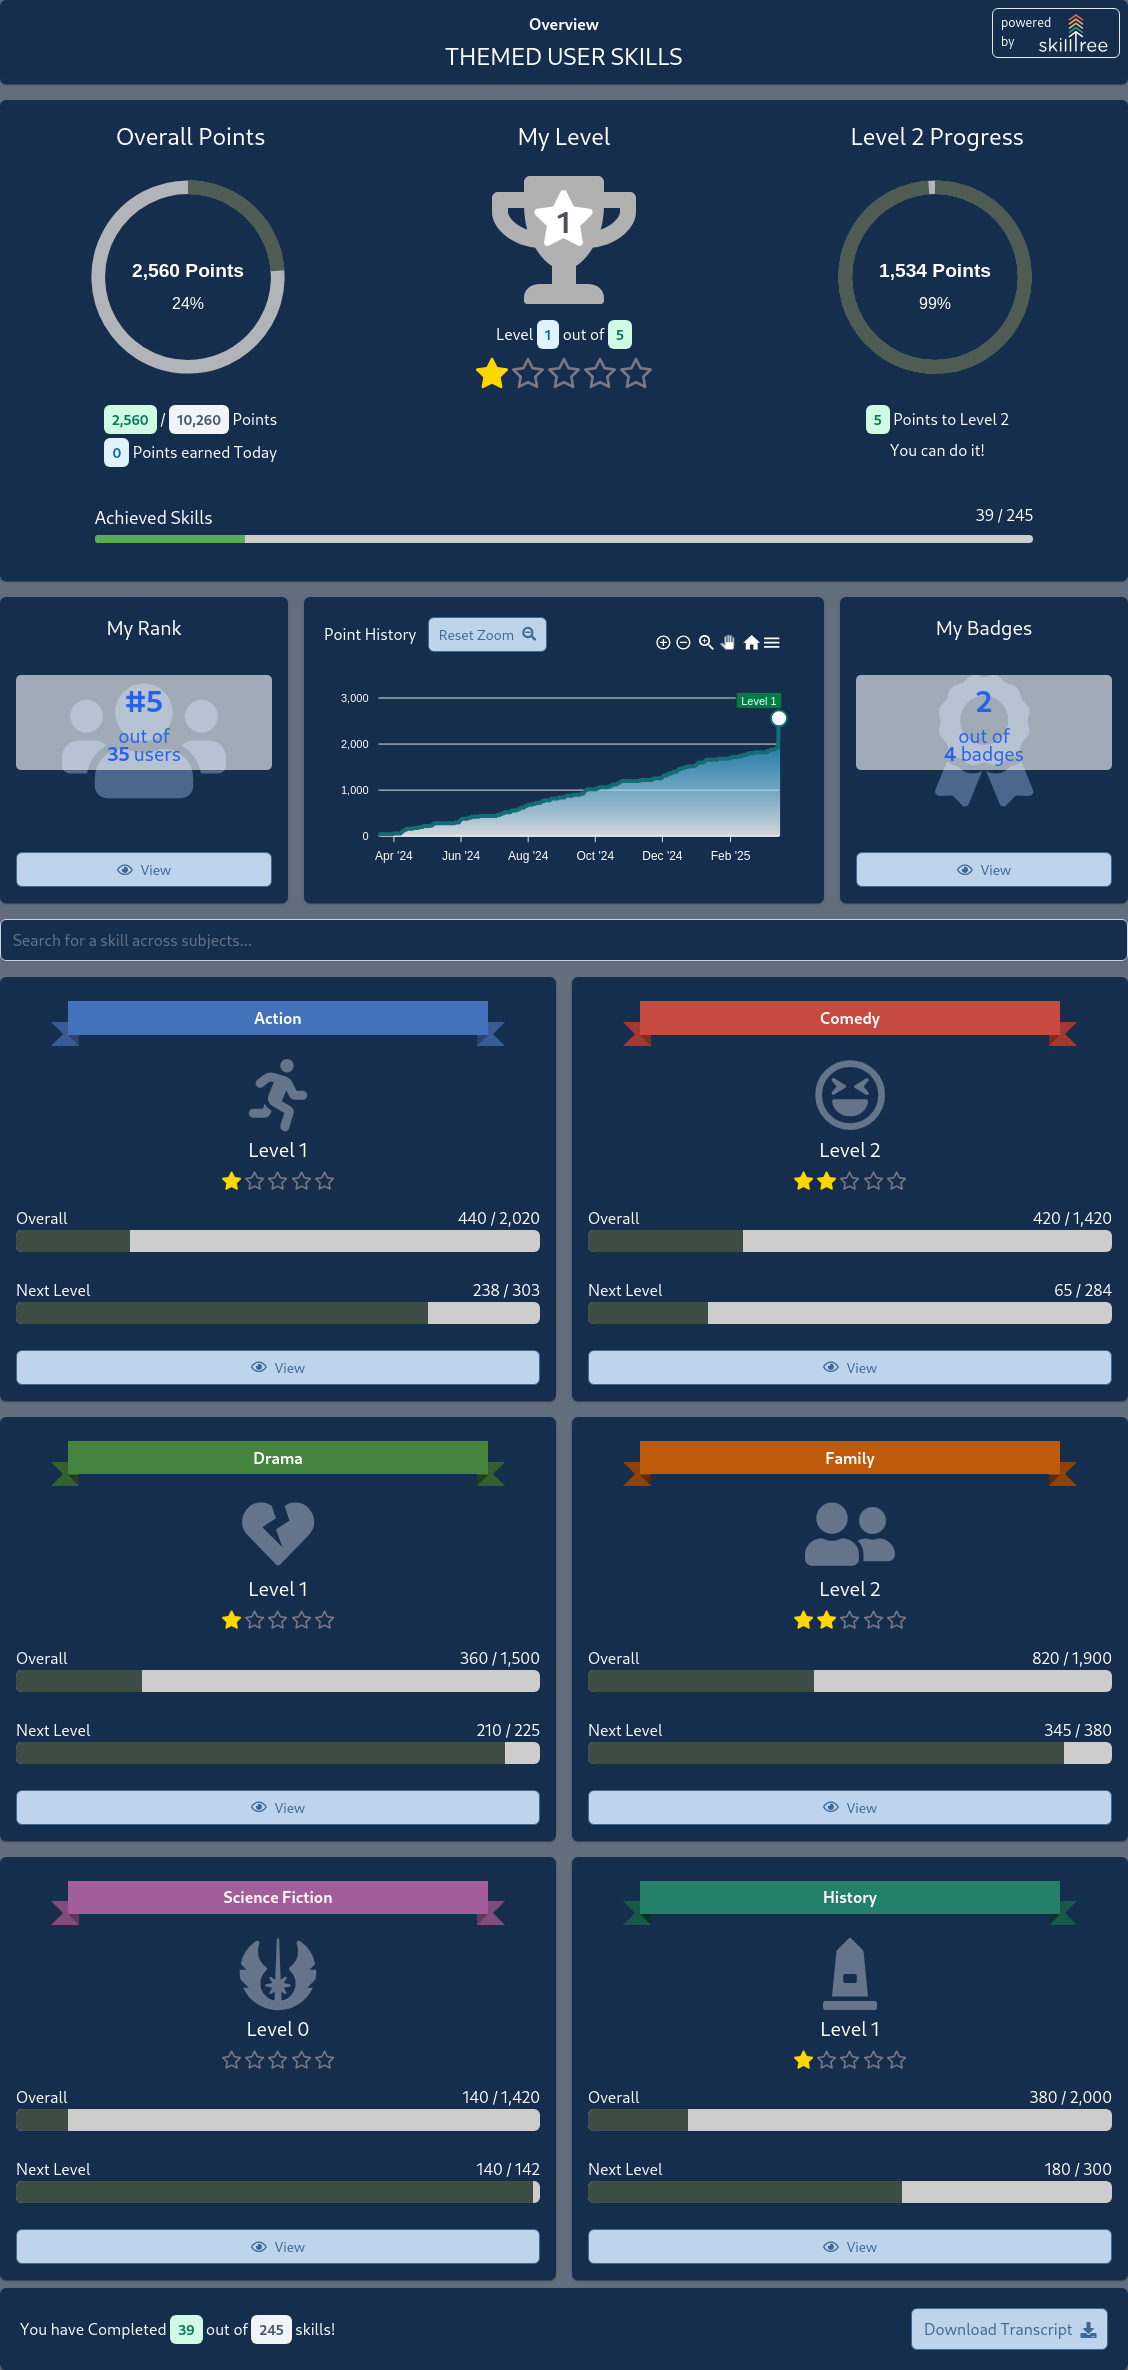 Overview
THEMED USER SKILLS
powered
by
skilltree
Overall Points
My Level
Level 2 Progress
1
2,560 Points
24%
1,534 Points
99%
Level 1 out of 5
2,560 / 10,260 Points
0 Points earned Today
5 Points to Level 2
You can do it!
Achieved Skills
39 / 245
My Rank
#5
out of
35 users
View
Point History
Reset Zoom
Level 1
3,000
2,000
1,000
0
Apr '24
Jun '24
Aug '24
Oct '24
Dec '24
Feb '25
My Badges
2
out of
4 badges
View
Search for a skill across subjects...
Action
Level 1
Overall
440 / 2,020
Next Level
238 / 303
View
Comedy
Level 2
Overall
420 / 1,420
Next Level
65 / 284
View
Drama
Level 1
Overall
360 / 1,500
Next Level
210 / 225
View
Family
Level 2
Overall
820 / 1,900
Next Level
345 / 380
View
Science Fiction
Level 0
Overall
140 / 1,420
Next Level
140 / 142
View
History
Level 1
Overall
380 / 2,000
Next Level
180 / 300
View
You have Completed 39 out of 245 skills!
Download Transcript